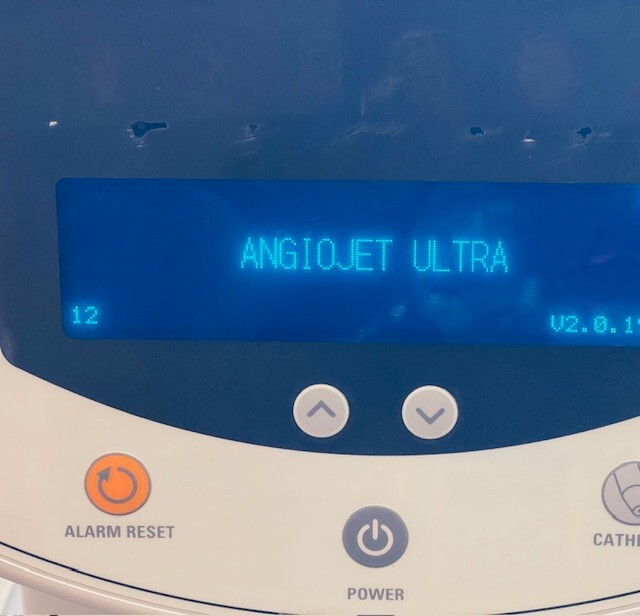 ANGIOJET ULTRA
12
ALARM RESET
POWER